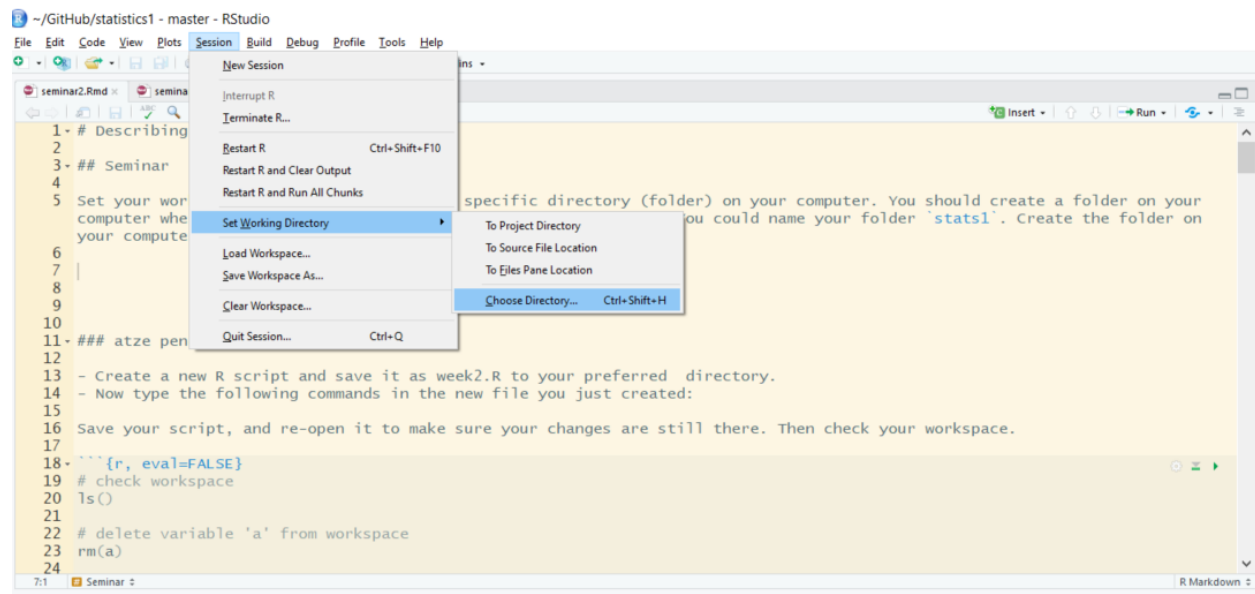 ~/GitHub/statistics1 - master - RStudio
File Edit Code View Plots Session Build Debug Profile Tools Help
New Session
ins
seminar2.Rmd
semina
Interrupt R
ABC
Insert
Run
Terminate R...
1 # Describing
2
Restart R Ctrl+Shift+F10
3 ## Seminar
Restart R and Clear Output
4
Restart R and Run All Chunks
5 Set your wor
specific directory (folder) on your computer. You should create a folder on your
computer whe
Set Working Directory
To Project Directory
ou could name your folder `stats1`. Create the folder on
your compute
To Source File Location
6
Load Workspace...
To Files Pane Location
7
Save Workspace As...
8
9
Clear Workspace...
Choose Directory... Ctrl+Shift+H
10
Quit Session... Ctrl+Q
11 ### atze pen
12
13 - Create a new R script and save it as week2.R to your preferred directory.
14 - Now type the following commands in the new file you just created:
15
16 Save your script, and re-open it to make sure your changes are still there. Then check your workspace.
17
18 ```{r, eval=FALSE}
19 # check workspace
20 ls()
21
22 # delete variable 'a' from workspace
23 rm(a)
24
7:1 Seminar
R Markdown